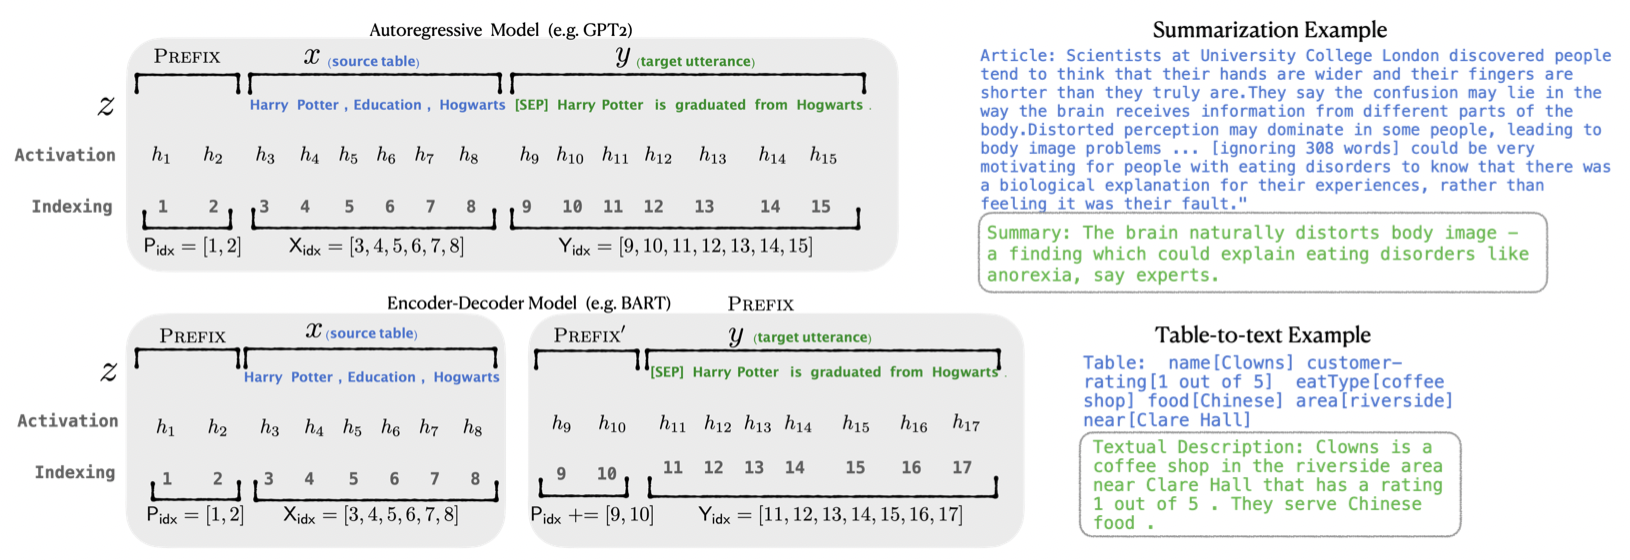 Autoregressive Model (e.g. GPT2)
PREFIX x (source table) y (target utterance)
z Harry Potter , Education , Hogwarts [SEP] Harry Potter is graduated from Hogwarts .
Activation h1 h2 h3 h4 h5 h6 h7 h8 h9 h10 h11 h12 h13 h14 h15
Indexing 1 2 3 4 5 6 7 8 9 10 11 12 13 14 15
Pidx = [1, 2] Xidx = [3, 4, 5, 6, 7, 8] Yidx = [9, 10, 11, 12, 13, 14, 15]
Encoder-Decoder Model (e.g. BART) PREFIX
PREFIX x (source table) PREFIX′ y (target utterance)
z Harry Potter , Education , Hogwarts [SEP] Harry Potter is graduated from Hogwarts .
Activation h1 h2 h3 h4 h5 h6 h7 h8 h9 h10 h11 h12 h13 h14 h15 h16 h17
Indexing 1 2 3 4 5 6 7 8 9 10 11 12 13 14 15 16 17
Pidx = [1, 2] Xidx = [3, 4, 5, 6, 7, 8] Pidx += [9, 10] Yidx = [11, 12, 13, 14, 15, 16, 17]
Summarization Example
Article: Scientists at University College London discovered people
tend to think that their hands are wider and their fingers are
shorter than they truly are.They say the confusion may lie in the
way the brain receives information from different parts of the
body.Distorted perception may dominate in some people, leading to
body image problems ... [ignoring 308 words] could be very
motivating for people with eating disorders to know that there was
a biological explanation for their experiences, rather than
feeling it was their fault."
Summary: The brain naturally distorts body image –
a finding which could explain eating disorders like
anorexia, say experts.
Table-to-text Example
Table: name[Clowns] customer-
rating[1 out of 5] eatType[coffee
shop] food[Chinese] area[riverside]
near[Clare Hall]
Textual Description: Clowns is a
coffee shop in the riverside area
near Clare Hall that has a rating
1 out of 5 . They serve Chinese
food .